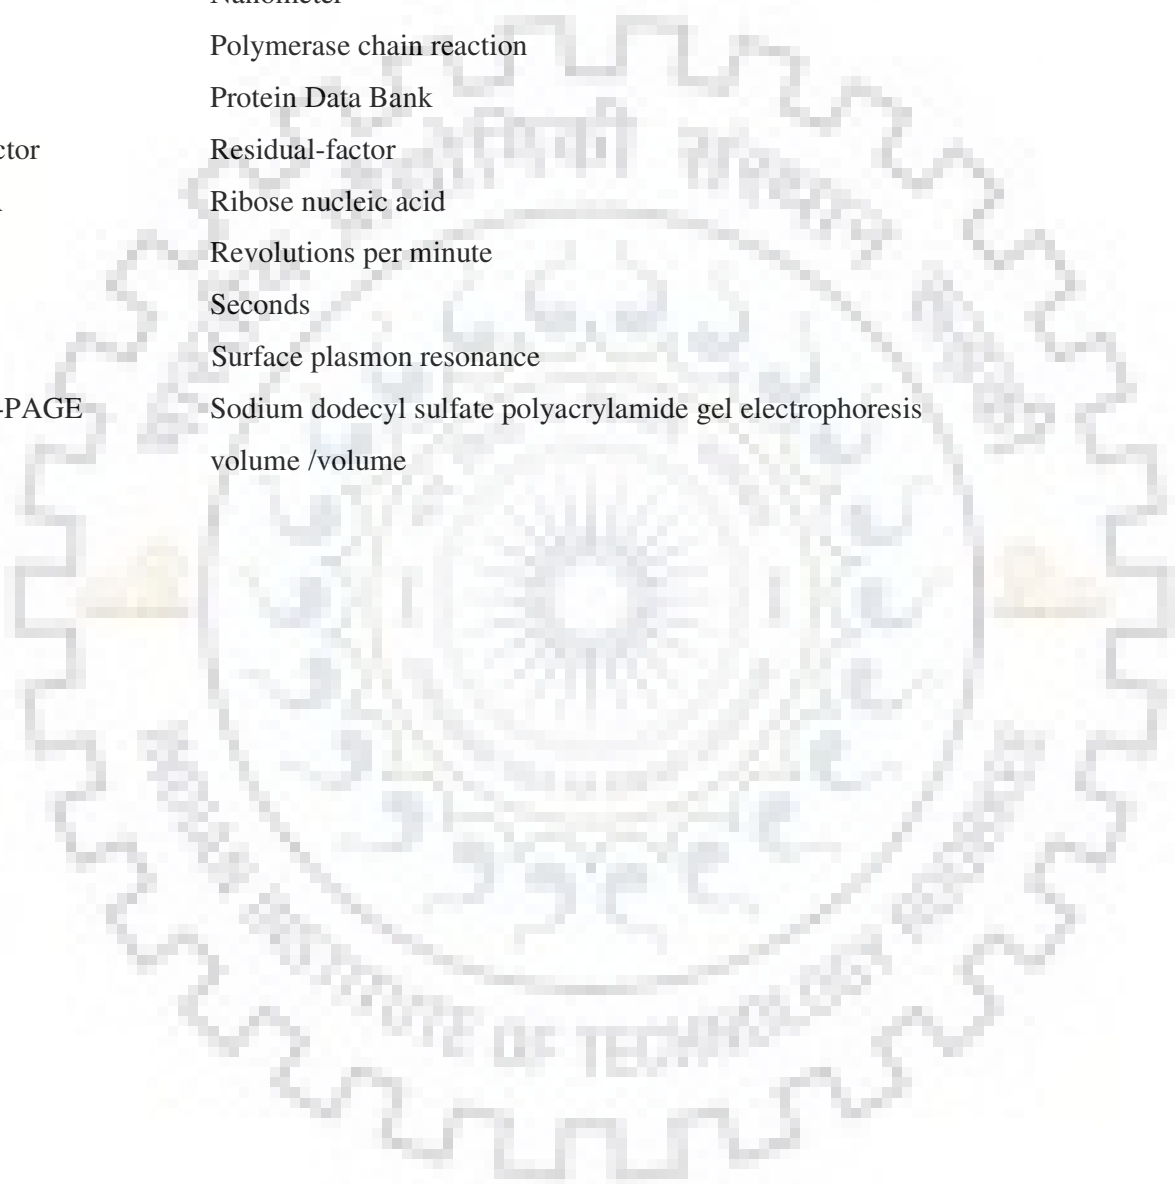 Nanometer
Polymerase chain reaction
Protein Data Bank
ctor Residual-factor
Ribose nucleic acid
Revolutions per minute
Seconds
Surface plasmon resonance
-PAGE Sodium dodecyl sulfate polyacrylamide gel electrophoresis
volume /volume
INSTITUTE OF TECHNOLOGY